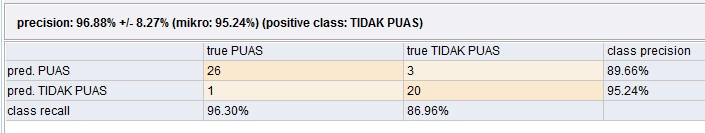 precision: 96.88% +/- 8.27% (mikro: 95.24%) (positive class: TIDAK PUAS)
true PUAS true TIDAK PUAS class precision
pred. PUAS 26 3 89.66%
pred. TIDAK PUAS 1 20 95.24%
class recall 96.30% 86.96%